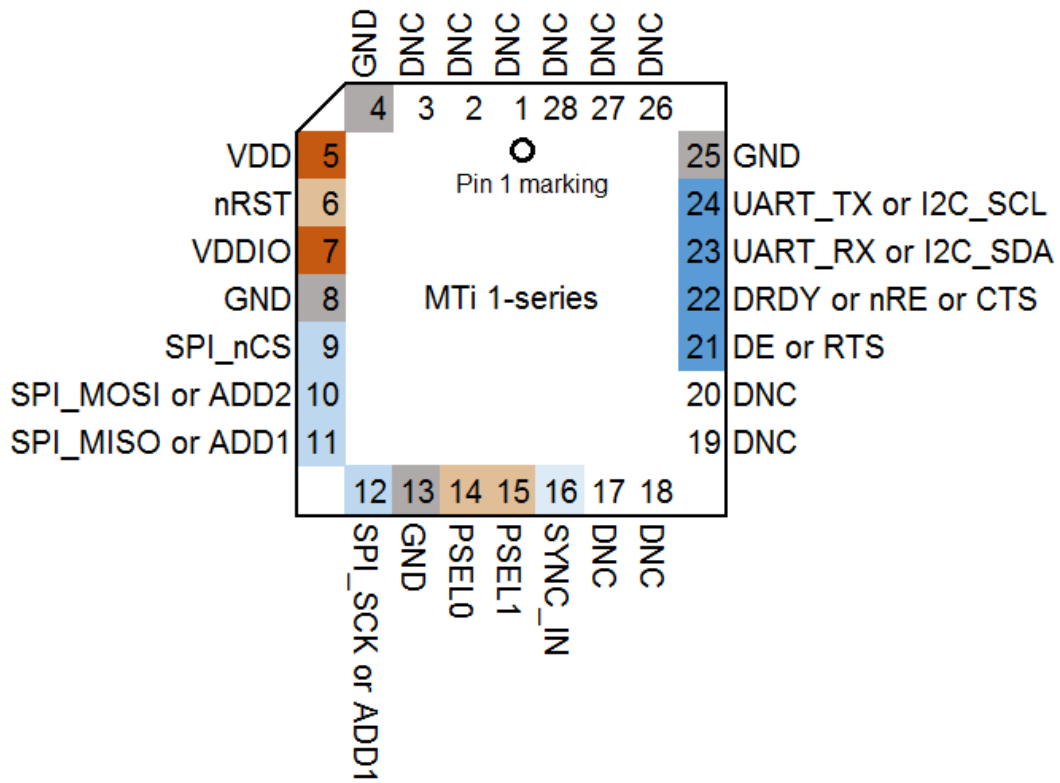 GND DNC DNC DNC DNC DNC DNC
4 3 2 1 28 27 26
Pin 1 marking
VDD 5
nRST 6
VDDIO 7
GND 8
SPI_nCS 9
SPI_MOSI or ADD2 10
SPI_MISO or ADD1 11
MTi 1-series
25 GND
24 UART_TX or I2C_SCL
23 UART_RX or I2C_SDA
22 DRDY or nRE or CTS
21 DE or RTS
20 DNC
19 DNC
12 13 14 15 16 17 18
SPI_SCK or ADD1
GND
PSEL0
PSEL1
SYNC_IN
DNC
DNC